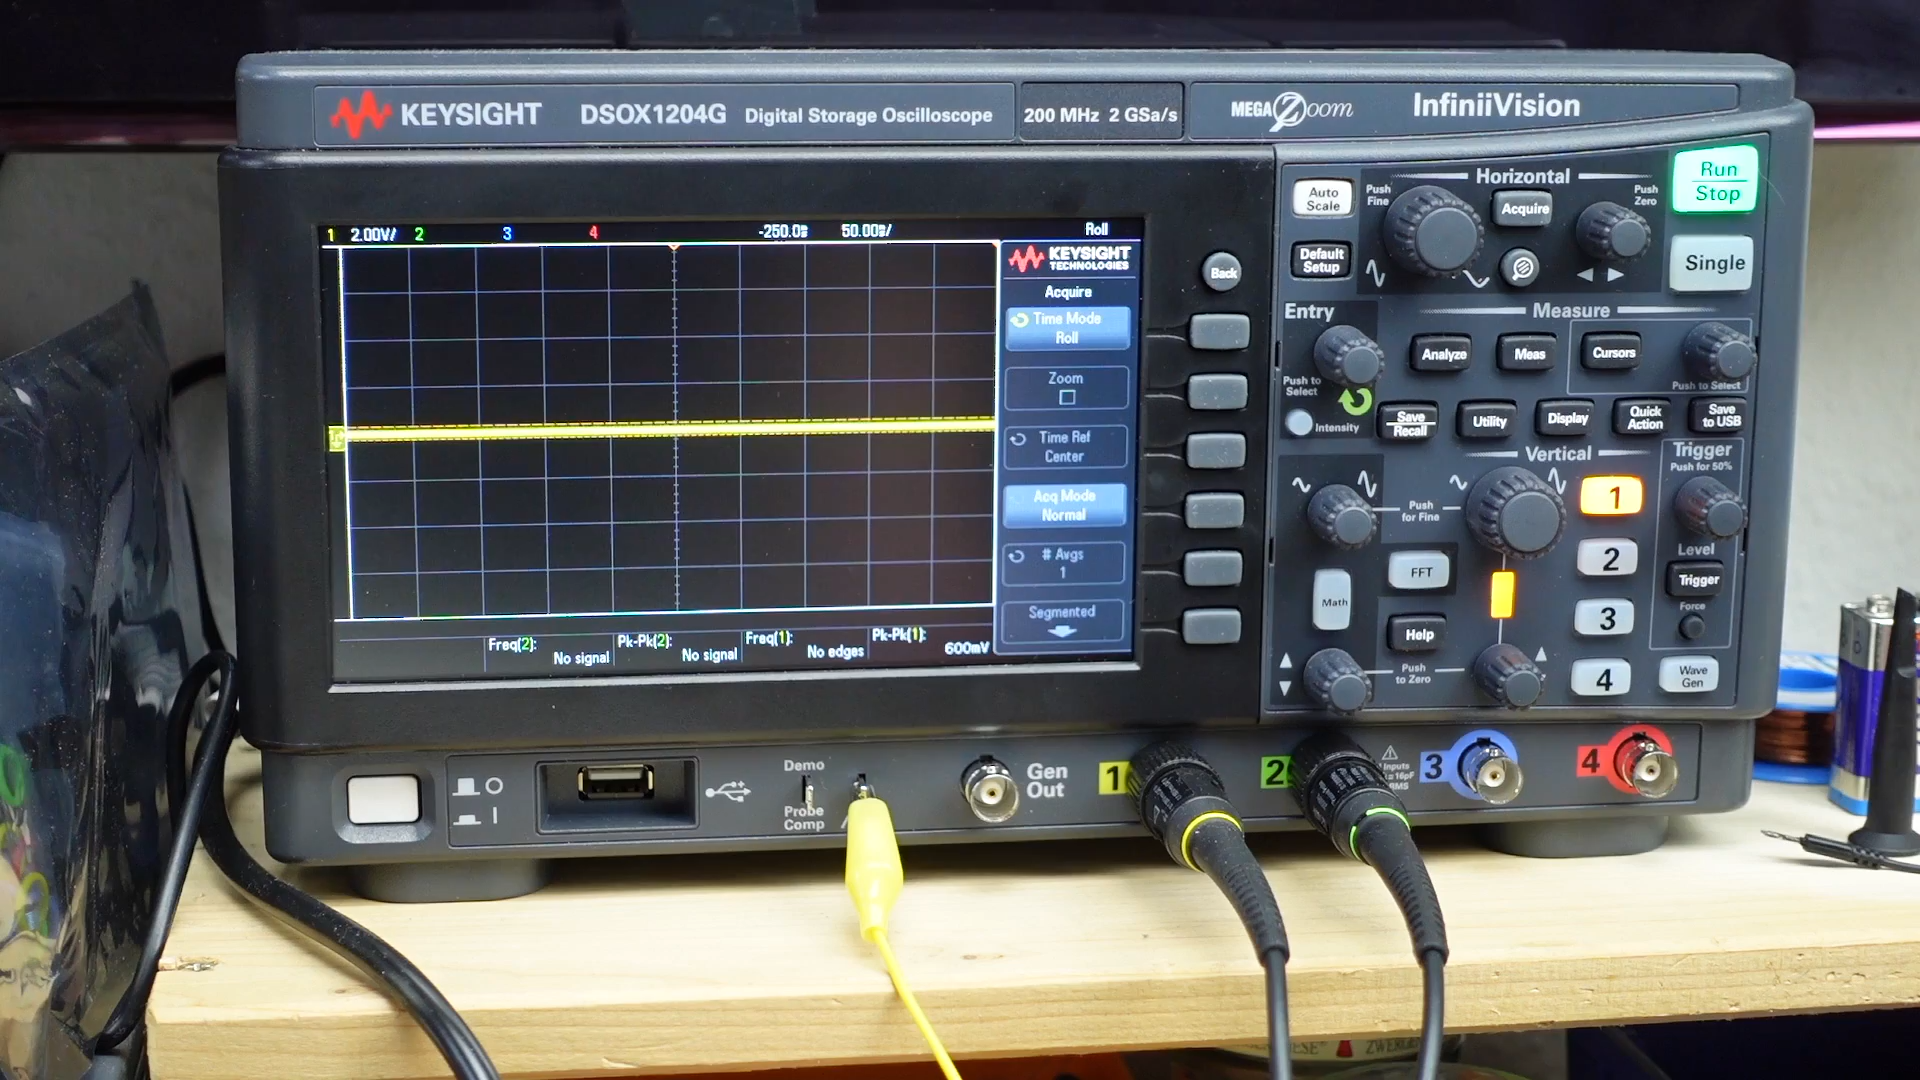 KEYSIGHT DSOX1204G Digital Storage Oscilloscope 200 MHz 2 GSa/s MEGA Zoom InfiniiVision
1 2.00V/ 2 3 4 -250.0s 50.00s/ Roll
KEYSIGHT
TECHNOLOGIES
Acquire
Time Mode
Roll
Zoom
Time Ref
Center
Acq Mode
Normal
# Avgs
1
Segmented
Freq(2):
No signal
Pk-Pk(2):
No signal
Freq(1):
No edges
Pk-Pk(1):
600mV
Back
Horizontal
Run
Stop
Auto
Scale
Push
Fine
Acquire
Push
Zero
Default
Setup
Single
Entry
Measure
Analyze
Meas
Cursors
Push to
Select
Push to Select
Intensity
Save
Recall
Utility
Display
Quick
Action
Save
to USB
Vertical
Trigger
Push for 50%
1
Push
for Fine
Level
2
FFT
Trigger
Math
3
Force
Help
Push
to Zero
4
Wave
Gen
Demo
Probe
Comp
Gen
Out
1
2
Inputs
16pF
3
4
ZWERGE